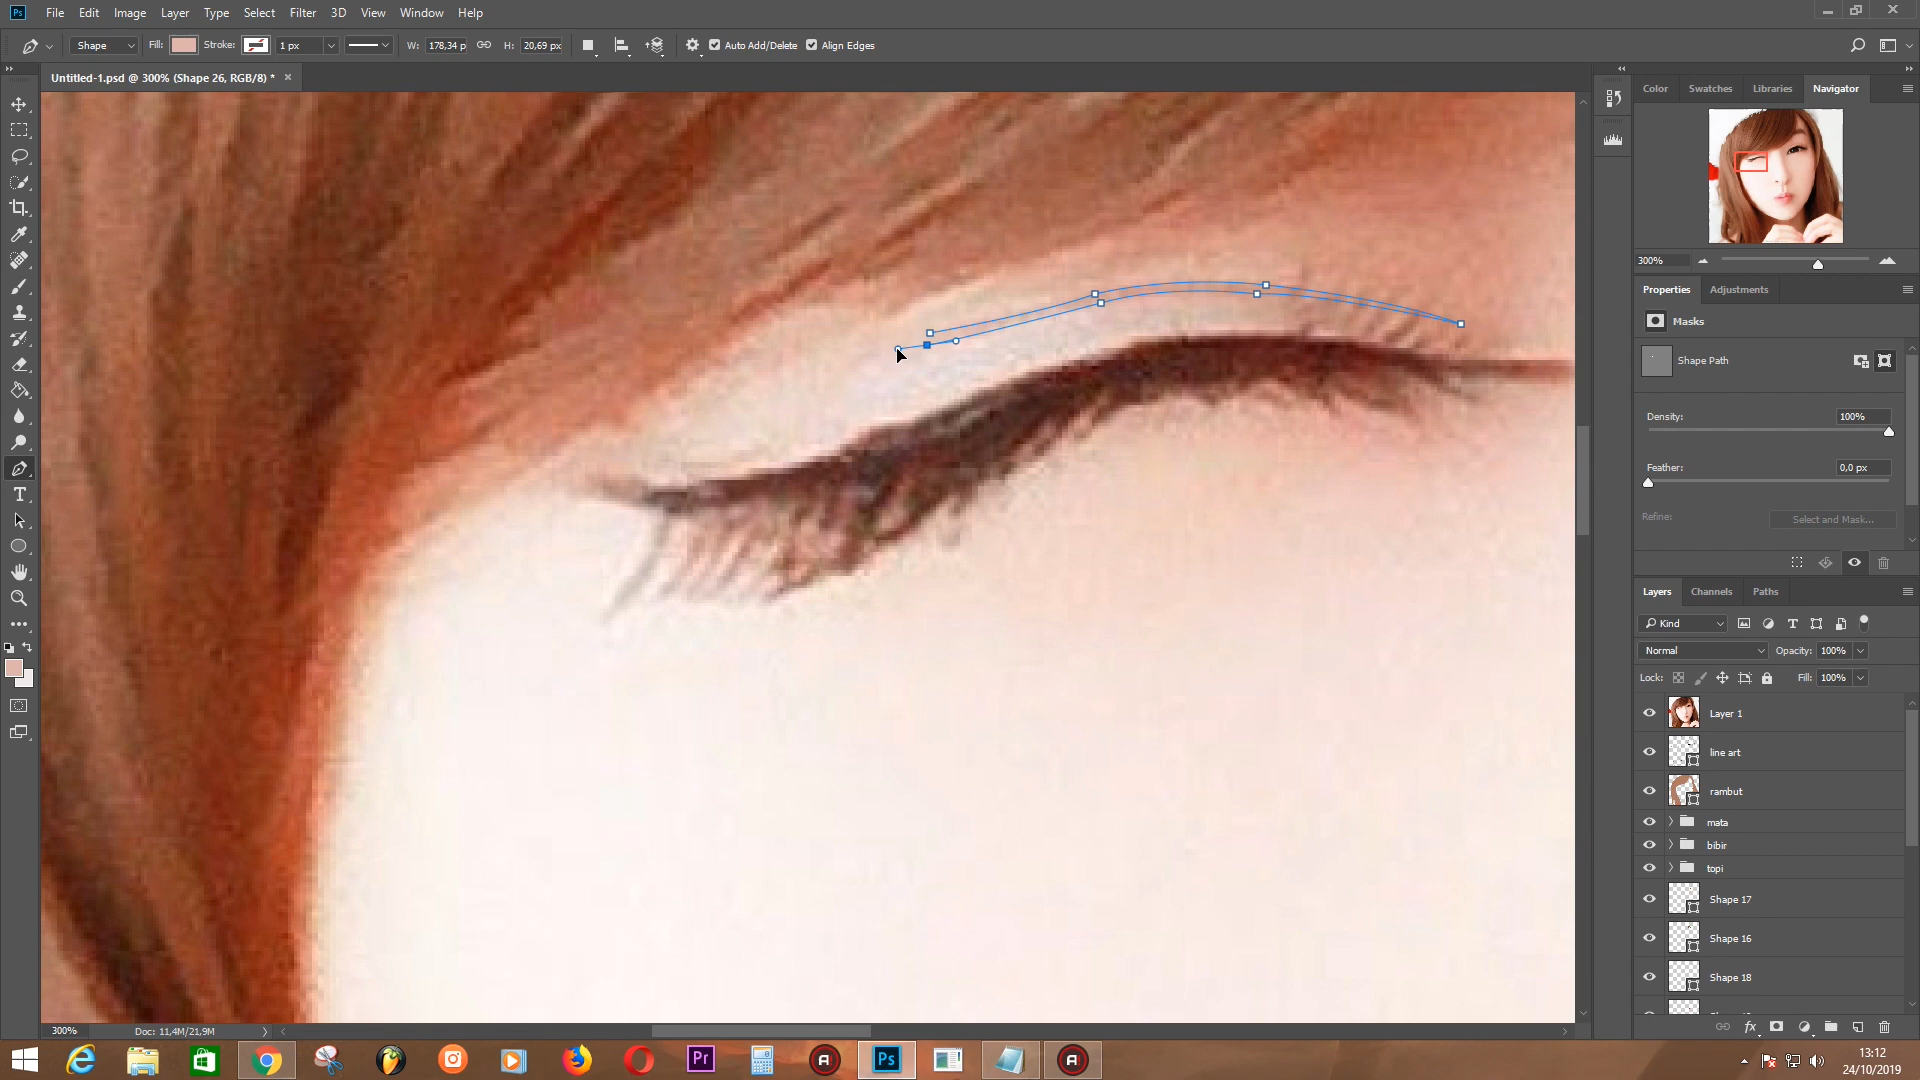 Ps File Edit Image Layer Type Select Filter 3D View Window Help
Shape Fill: Stroke: 1 px W: 178,34 p H: 20,69 px Auto Add/Delete Align Edges
Untitled-1.psd @ 300% (Shape 26, RGB/8) * ×
Color Swatches Libraries Navigator
300%
Properties Adjustments
Masks
Shape Path
Density: 100%
Feather: 0,0 px
Refine: Select and Mask...
Layers Channels Paths
Kind
Normal Opacity: 100%
Lock: Fill: 100%
Layer 1
line art
rambut
mata
bibir
topi
Shape 17
Shape 16
Shape 18
300% Doc: 11,4M/21,9M
Pr Ps
13:12
24/10/2019